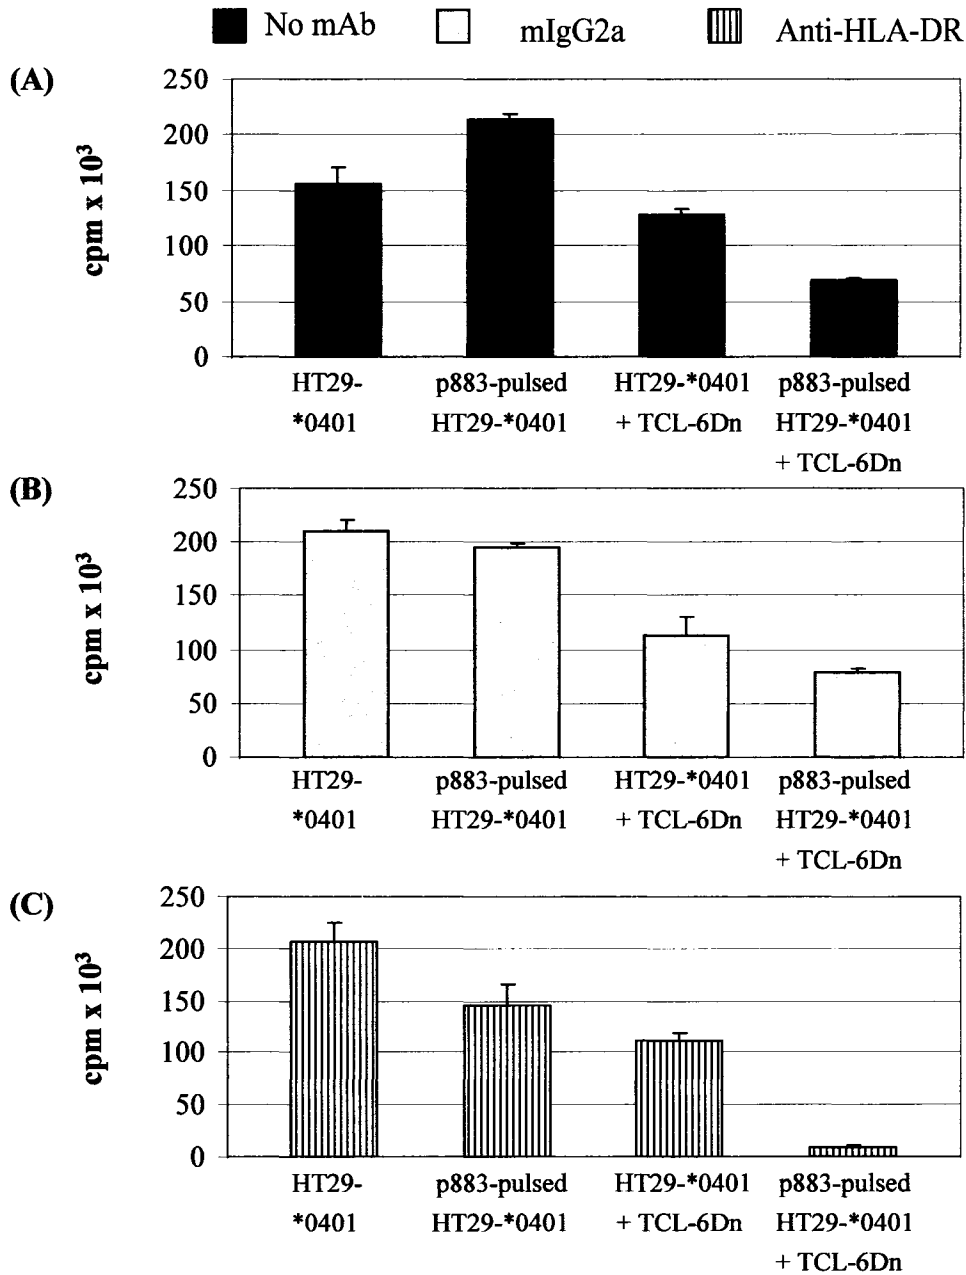 No mAb mIgG2a Anti-HLA-DR
(A)
250
200
150
100
50
0
cpm x 10³
HT29- p883-pulsed HT29-*0401 p883-pulsed
*0401 HT29-*0401 + TCL-6Dn HT29-*0401
+ TCL-6Dn
(B)
250
200
150
100
50
0
cpm x 10³
HT29- p883-pulsed HT29-*0401 p883-pulsed
*0401 HT29-*0401 + TCL-6Dn HT29-*0401
+ TCL-6Dn
(C)
250
200
150
100
50
0
cpm x 10³
HT29- p883-pulsed HT29-*0401 p883-pulsed
*0401 HT29-*0401 + TCL-6Dn HT29-*0401
+ TCL-6Dn